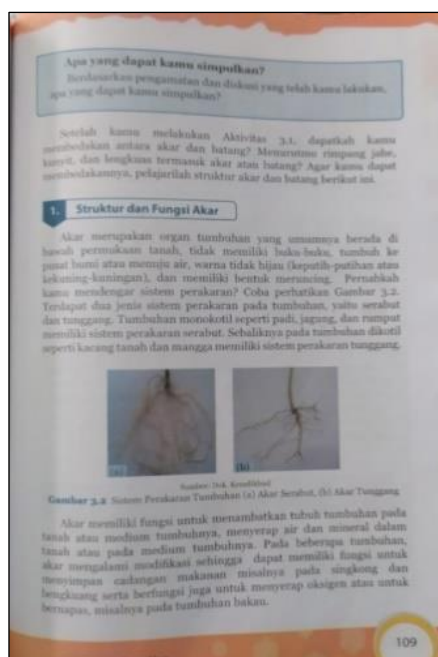 Apa yang dapat kamu simpulkan?
Berdasarkan pengamatan dan diskusi yang telah kamu lakukan,
apa yang dapat kamu simpulkan?
Setelah kamu melakukan Aktivitas 3.1, dapatkah kamu
membedakan antara akar dan batang? Menurutmu rimpang jahe,
kunyit, dan lengkuas termasuk akar atau batang? Agar kamu dapat
membedakannya, pelajarilah struktur akar dan batang berikut ini.
1. Struktur dan Fungsi Akar
Akar merupakan organ tumbuhan yang umumnya berada di
bawah permukaan tanah, tidak memiliki buku-buku, tumbuh ke
pusat bumi atau menuju air, warna tidak hijau (keputih-putihan atau
kekuning-kuningan), dan memiliki bentuk meruncing. Pernahkah
kamu mendengar sistem perakaran? Coba perhatikan Gambar 3.2.
Terdapat dua jenis sistem perakaran pada tumbuhan, yaitu serabut
dan tunggang. Tumbuhan monokotil seperti padi, jagung, dan rumput
memiliki sistem perakaran serabut. Sebaliknya pada tumbuhan dikotil
seperti kacang tanah dan mangga memiliki sistem perakaran tunggang.
(a) (b)
Sumber: Dok. Kemdikbud
Gambar 3.2 Sistem Perakaran Tumbuhan (a) Akar Serabut, (b) Akar Tunggang
Akar memiliki fungsi untuk menambatkan tubuh tumbuhan pada
tanah atau medium tumbuhnya, menyerap air dan mineral dalam
tanah atau pada medium tumbuhnya. Pada beberapa tumbuhan,
akar mengalami modifikasi sehingga dapat memiliki fungsi untuk
menyimpan cadangan makanan misalnya pada singkong dan
bengkuang serta berfungsi juga untuk menyerap oksigen atau untuk
bernapas, misalnya pada tumbuhan bakau.
109